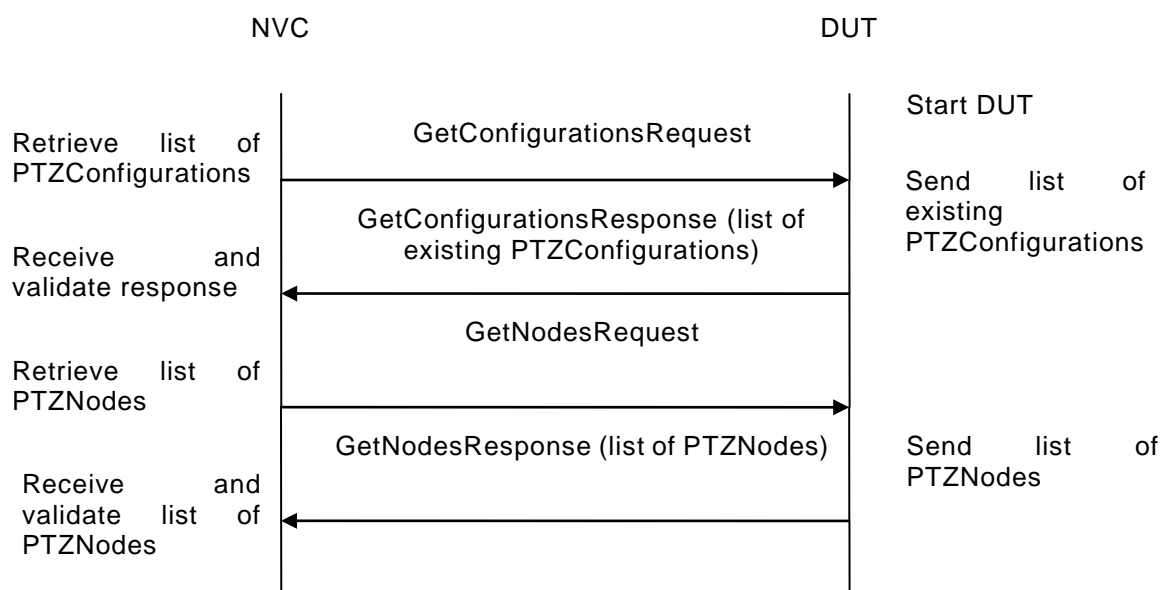 NVC
DUT
Start DUT
GetConfigurationsRequest
Retrieve list of
PTZConfigurations
Send list of
existing
PTZConfigurations
GetConfigurationsResponse (list of
existing PTZConfigurations)
Receive and
validate response
GetNodesRequest
Retrieve list of
PTZNodes
GetNodesResponse (list of PTZNodes)
Send list of
PTZNodes
Receive and
validate list of
PTZNodes